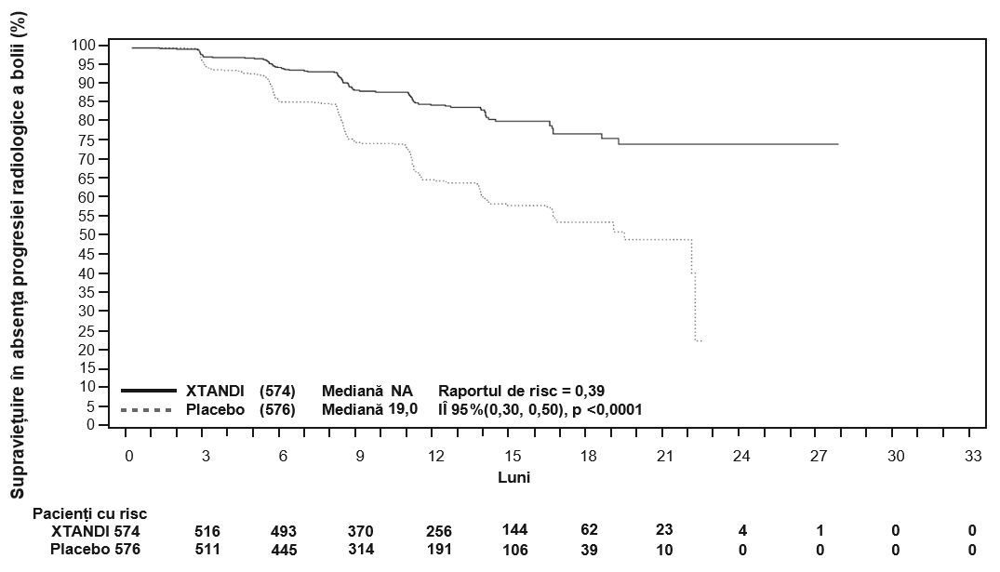 Supraviețuire în absența progresiei radiologice a bolii (%)
100
95
90
85
80
75
70
65
60
55
50
45
40
35
30
25
20
15
10
5
0
XTANDI (574) Mediană NA Raportul de risc = 0,39
Placebo (576) Mediană 19,0 IÎ 95%(0,30, 0,50), p <0,0001
0 3 6 9 12 15 18 21 24 27 30 33
Luni
Pacienți cu risc
XTANDI 574 516 493 370 256 144 62 23 4 1 0 0
Placebo 576 511 445 314 191 106 39 10 0 0 0 0